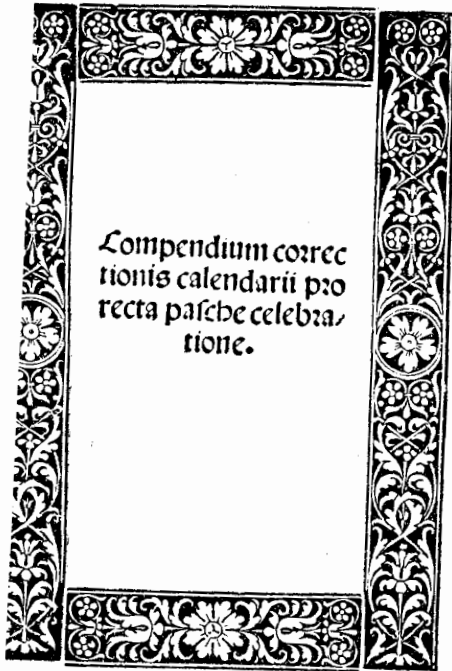 Compendium correc
tionis calendarii pro
recta pasche celebra⸗
tione.